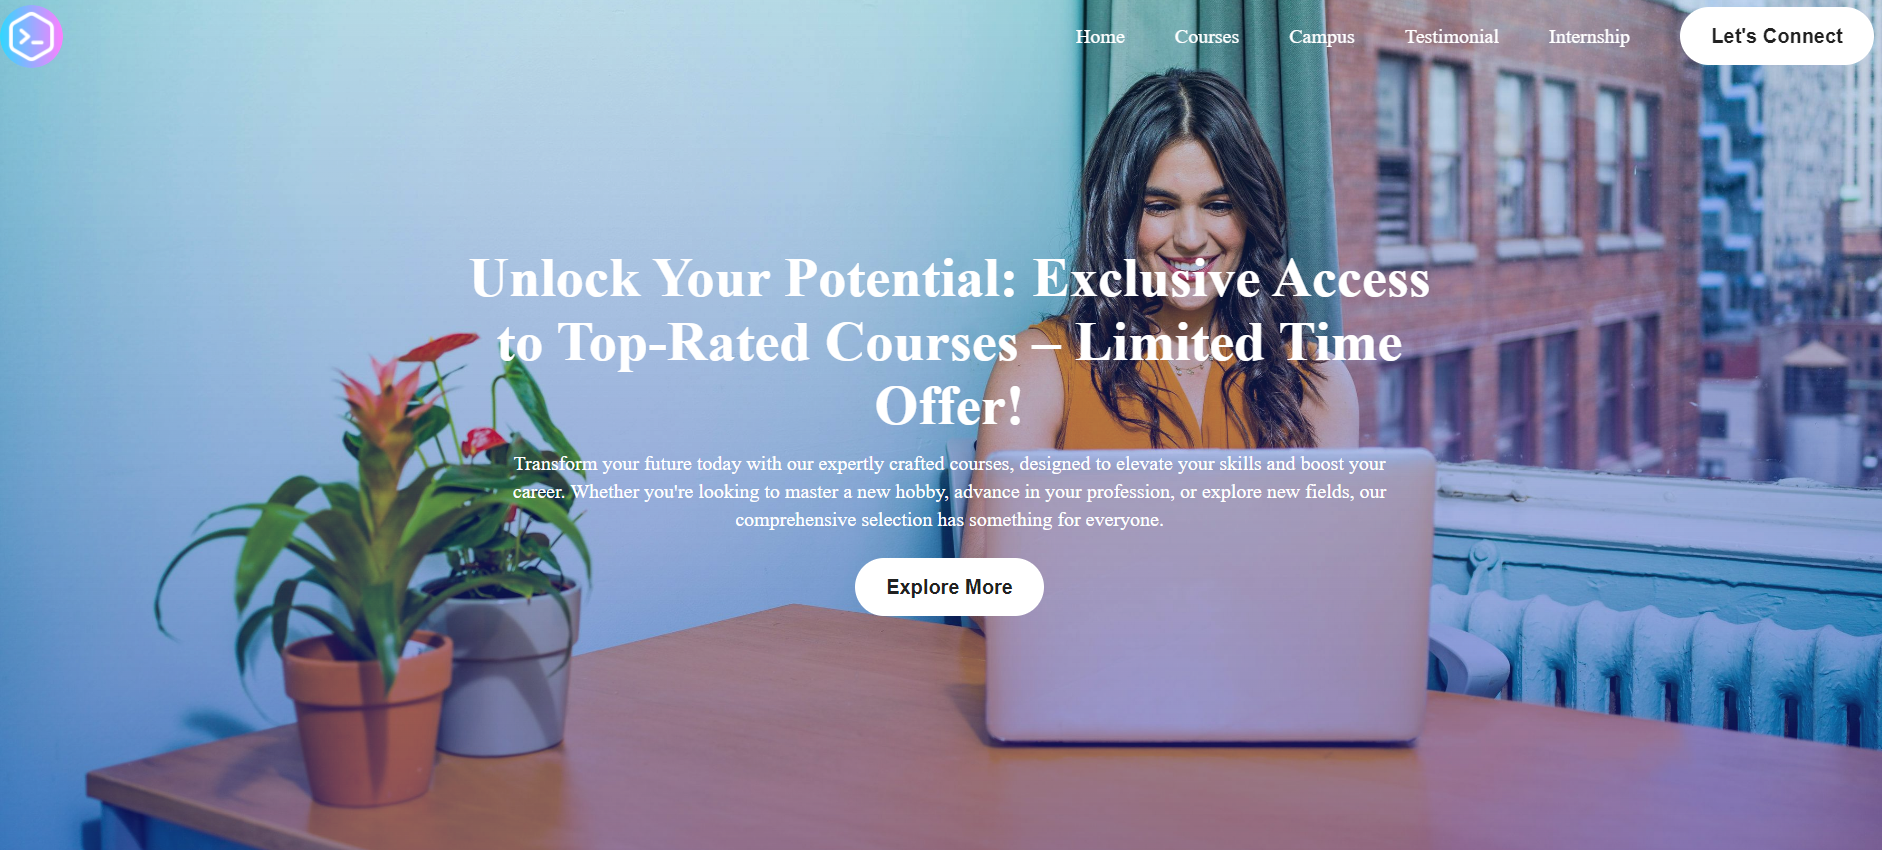 Home
Courses
Campus
Testimonial
Internship
Let's Connect
Unlock Your Potential: Exclusive Access
to Top-Rated Courses – Limited Time
Offer!
Transform your future today with our expertly crafted courses, designed to elevate your skills and boost your
career. Whether you're looking to master a new hobby, advance in your profession, or explore new fields, our
comprehensive selection has something for everyone.
Explore More